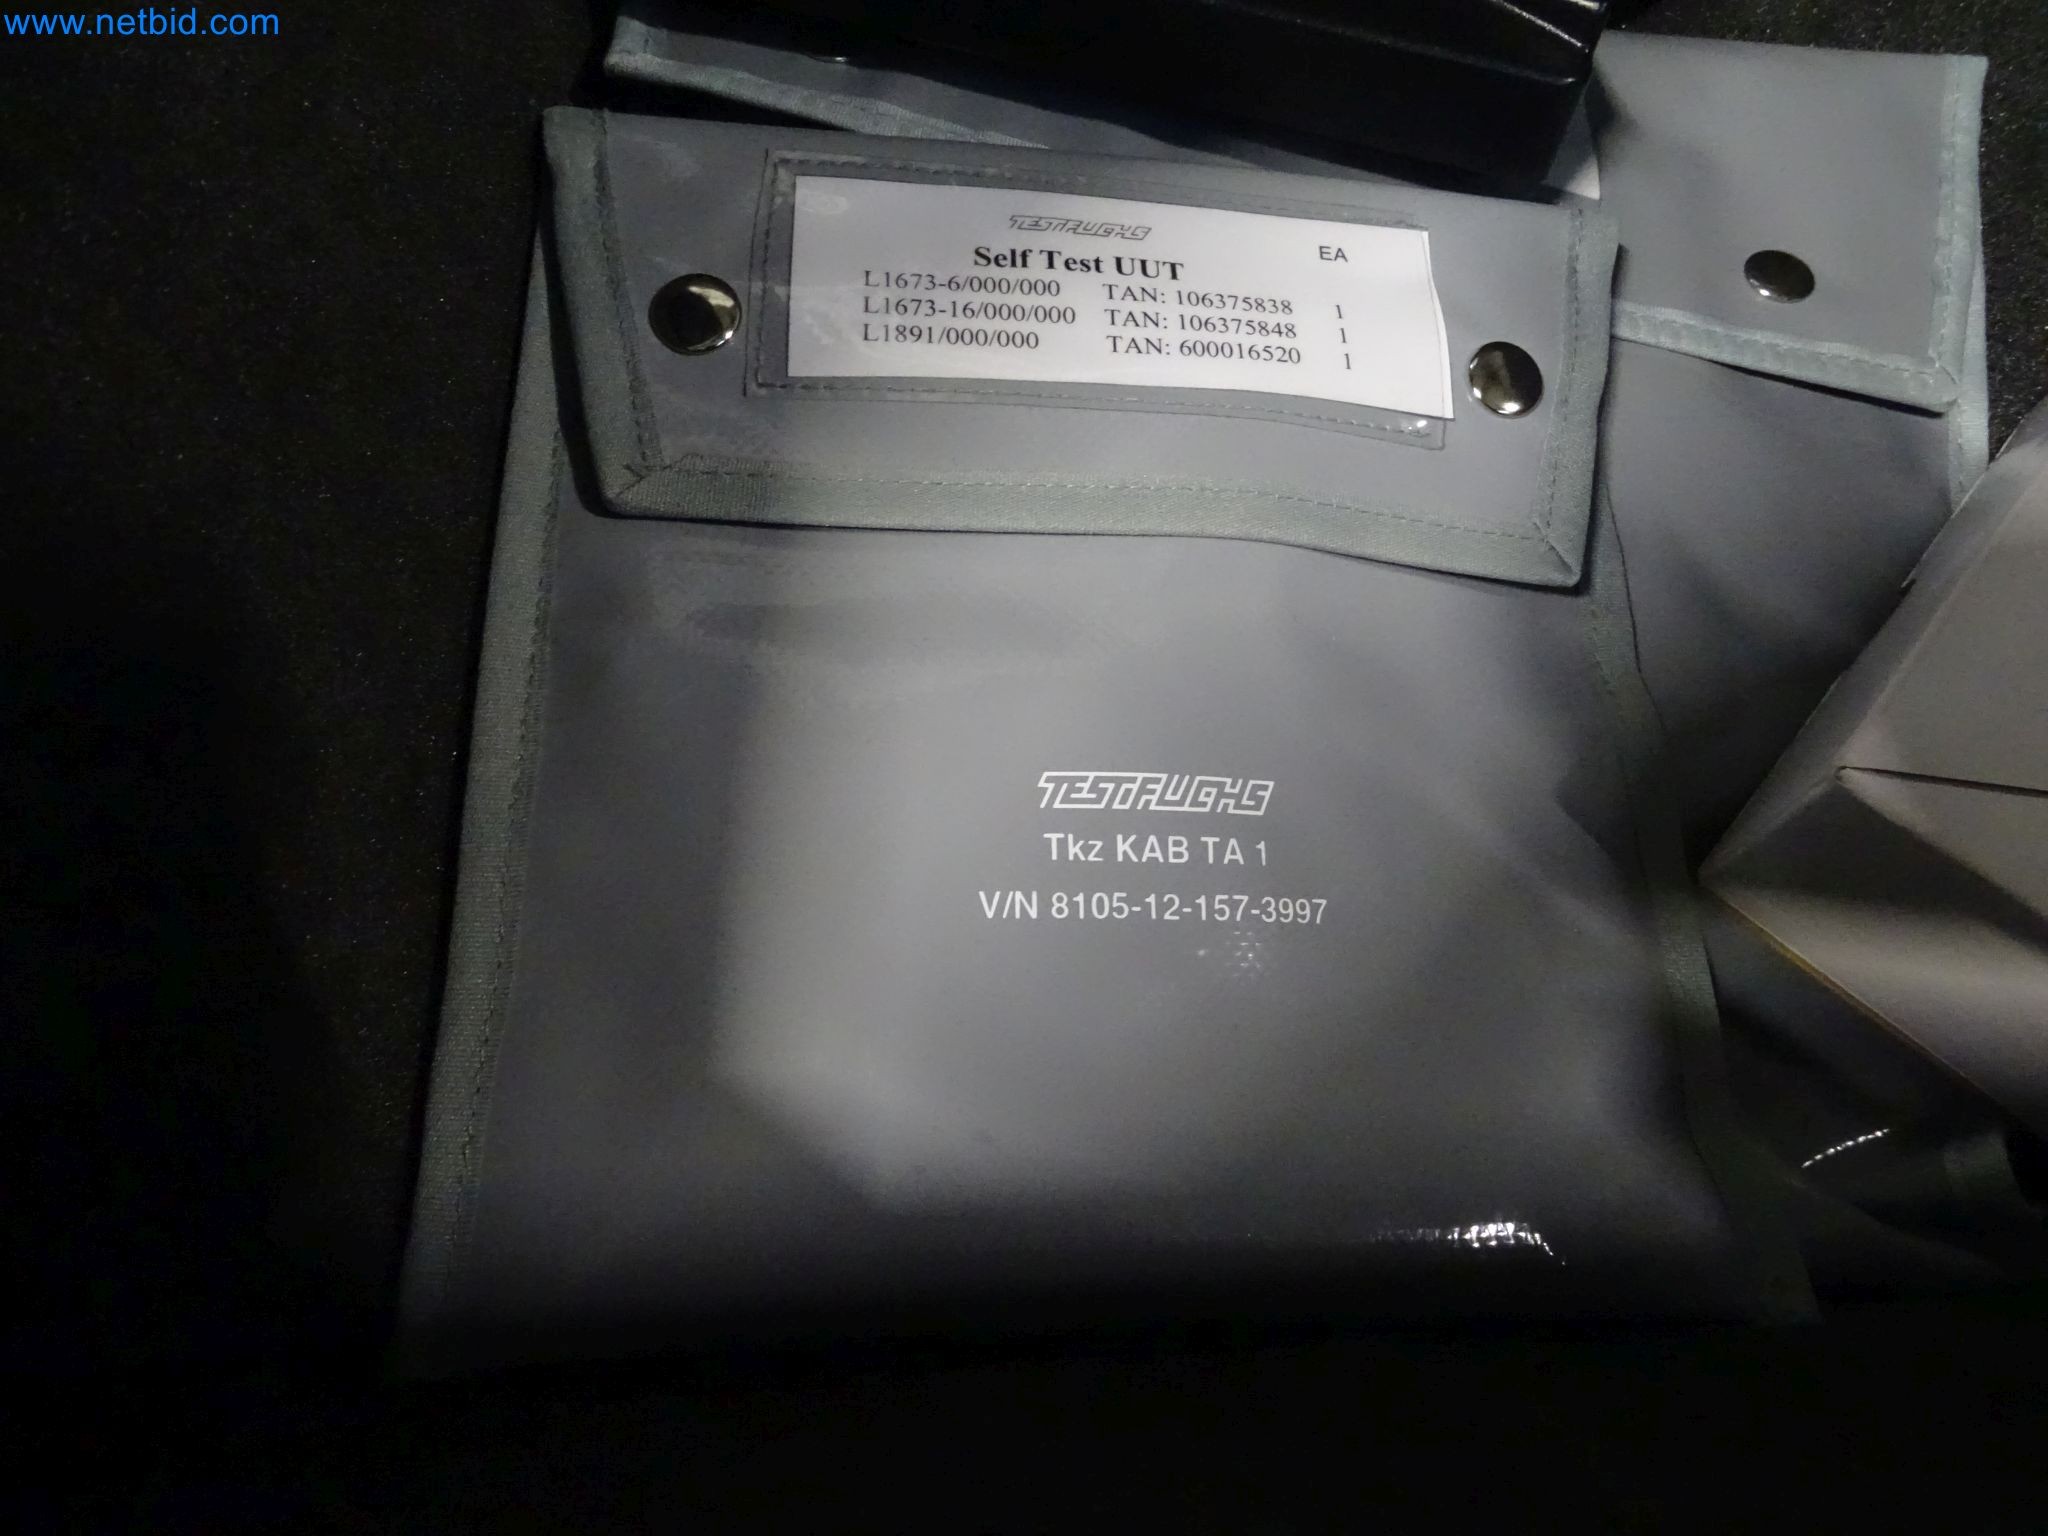 www.netbid.com
TESTFUCHS
Self Test UUT EA
L1673-6/000/000 TAN: 106375838 1
L1673-16/000/000 TAN: 106375848 1
L1891/000/000 TAN: 600016520 1
TESTFUCHS
Tkz KAB TA 1
V/N 8105-12-157-3997